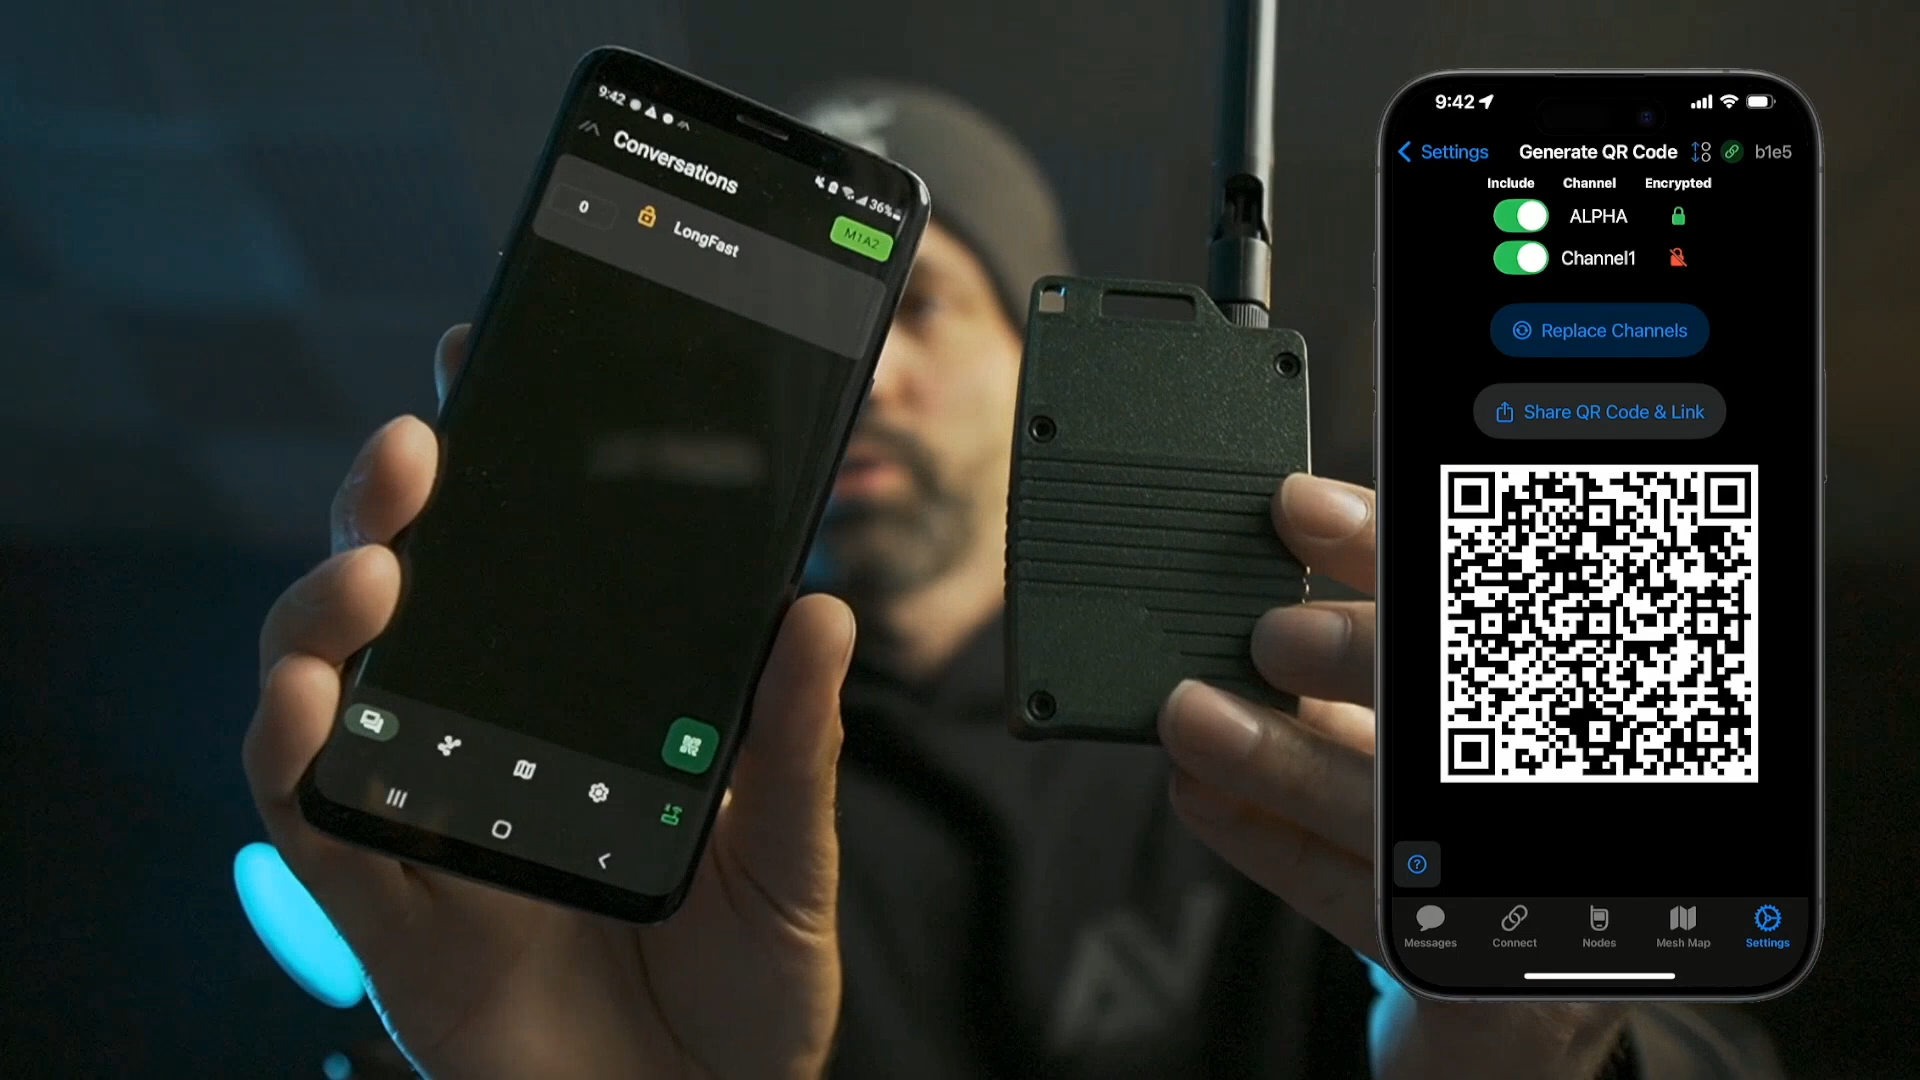 9:42
36%
Conversations
M1A2
0
LongFast
9:42
Settings
Generate QR Code
b1e5
Include
Channel
Encrypted
ALPHA
Channel1
Replace Channels
Share QR Code & Link
?
Messages
Connect
Nodes
Mesh Map
Settings